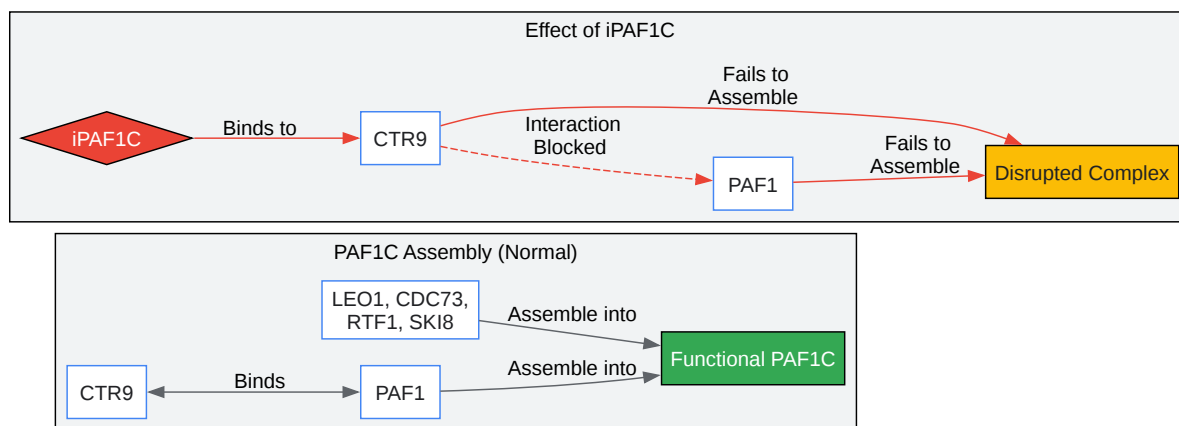 Effect of iPAF1C
Fails to
Assemble
iPAF1C
Binds to
CTR9
Interaction
Blocked
PAF1
Fails to
Assemble
Disrupted Complex
PAF1C Assembly (Normal)
LEO1, CDC73,
RTF1, SKI8
Assemble into
Functional PAF1C
CTR9
Binds
PAF1
Assemble into